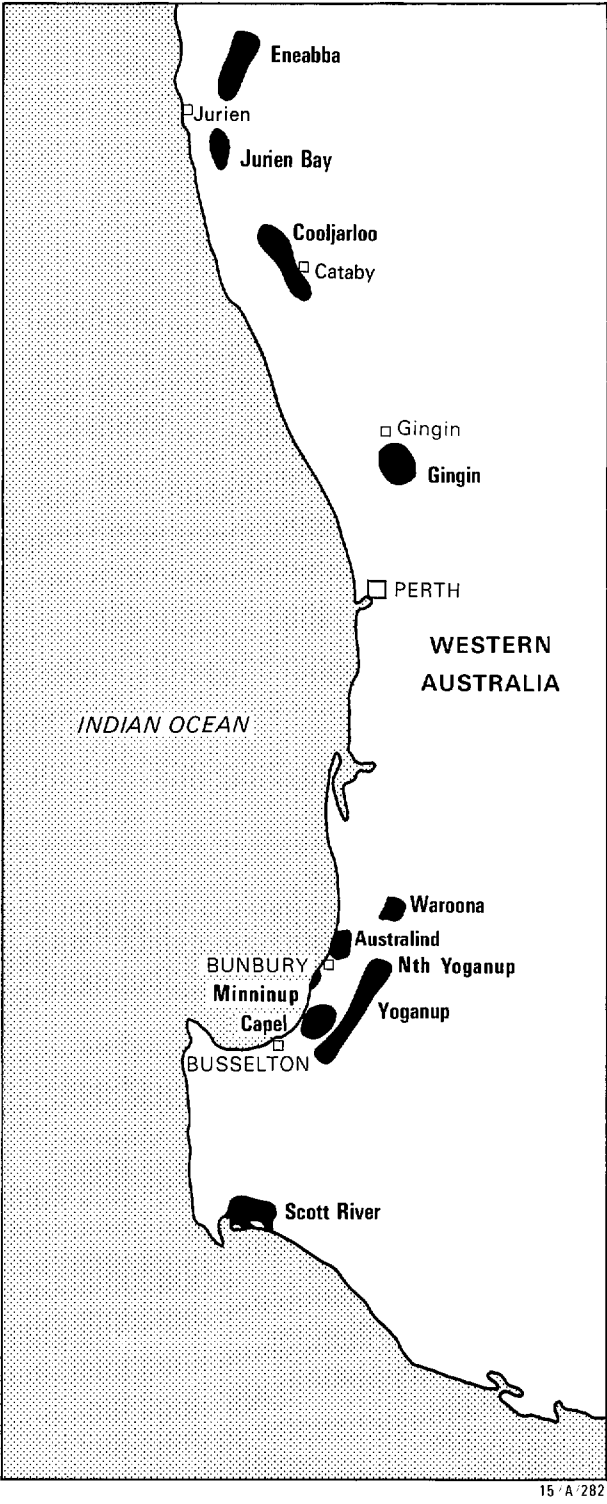 Eneabba
Jurien
Jurien Bay
Cooljarloo
Cataby
Gingin
Gingin
PERTH
WESTERN
AUSTRALIA
INDIAN OCEAN
Waroona
Australind
BUNBURY
Nth Yoganup
Minninup
Yoganup
Capel
BUSSELTON
Scott River
15/A/282